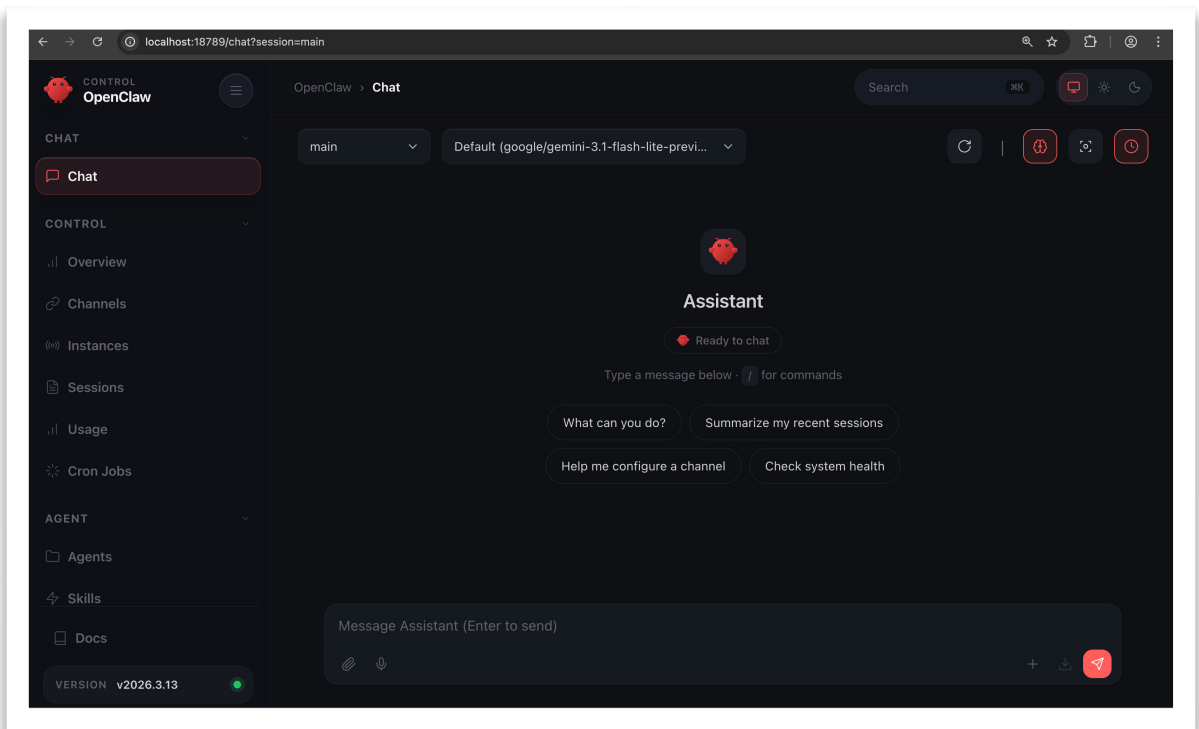 localhost:18789/chat?session=main
CONTROL
OpenClaw
OpenClaw › Chat
Search
⌘K
CHAT
Chat
main
Default (google/gemini-3.1-flash-lite-previ...
CONTROL
Overview
Channels
Instances
Sessions
Usage
Cron Jobs
AGENT
Agents
Skills
Docs
VERSION v2026.3.13
Assistant
Ready to chat
Type a message below · / for commands
What can you do?
Summarize my recent sessions
Help me configure a channel
Check system health
Message Assistant (Enter to send)